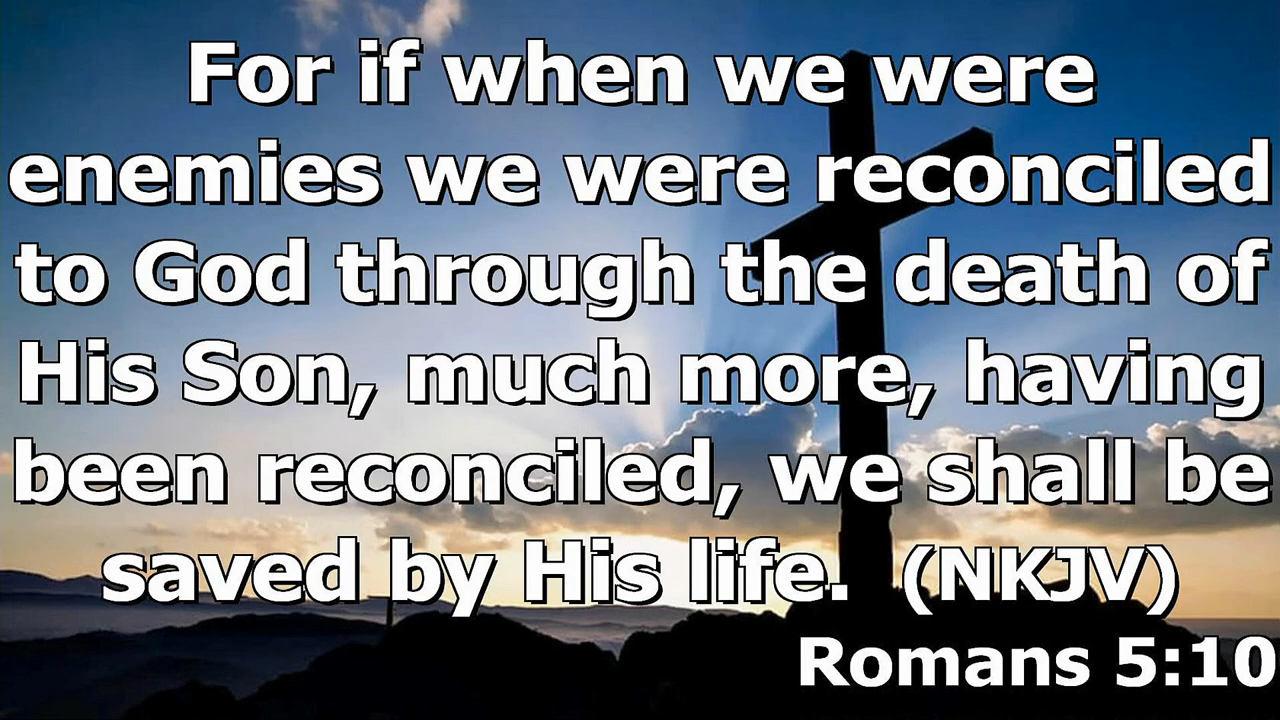 For if when we were
enemies we were reconciled
to God through the death of
His Son, much more, having
been reconciled, we shall be
saved by His life.  (NKJV)
Romans 5:10